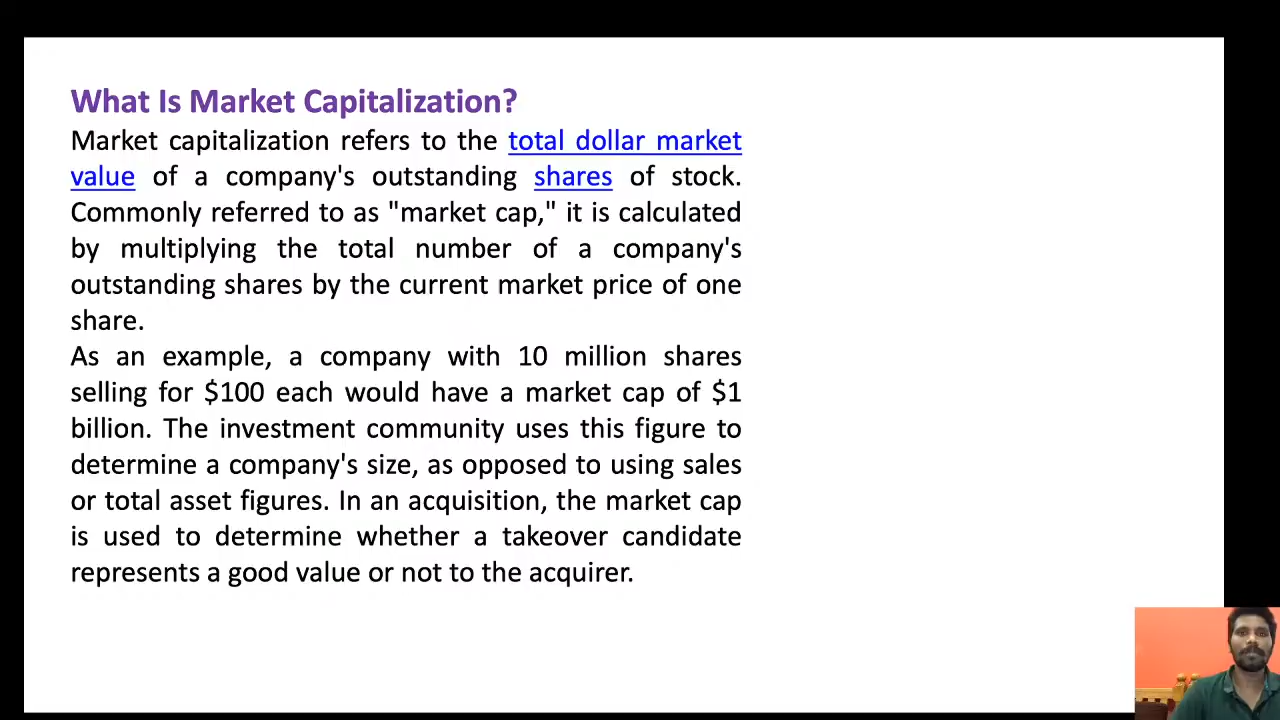 What Is Market Capitalization?
Market capitalization refers to the total dollar market
value of a company's outstanding shares of stock.
Commonly referred to as "market cap," it is calculated
by multiplying the total number of a company's
outstanding shares by the current market price of one
share.
As an example, a company with 10 million shares
selling for $100 each would have a market cap of $1
billion. The investment community uses this figure to
determine a company's size, as opposed to using sales
or total asset figures. In an acquisition, the market cap
is used to determine whether a takeover candidate
represents a good value or not to the acquirer.